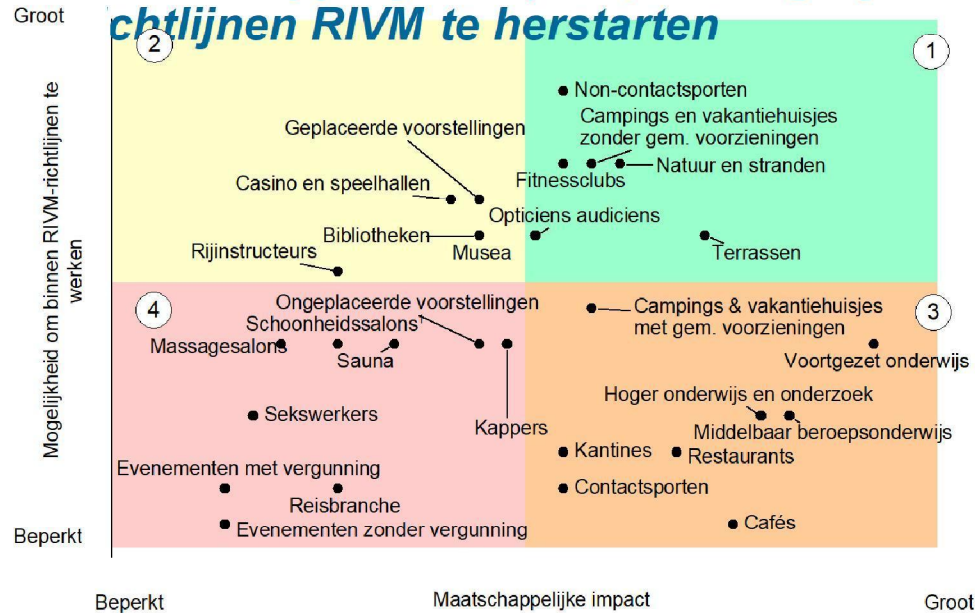 Groot
chtlijnen RIVM te herstarten
2
1
Non-contactsporten
Campings en vakantiehuisjes
zonder gem. voorzieningen
Geplaceerde voorstellingen
Natuur en stranden
Fitnessclubs
Casino en speelhallen
Opticiens audiciens
Bibliotheken
Musea
Terrassen
Rijinstructeurs
Mogelijkheid om binnen RIVM-richtlijnen te
werken
4
3
Ongeplaceerde voorstellingen
Campings & vakantiehuisjes
met gem. voorzieningen
Schoonheidssalons
Massagesalons
Sauna
Voortgezet onderwijs
Hoger onderwijs en onderzoek
Sekswerkers
Kappers
Middelbaar beroepsonderwijs
Kantines
Restaurants
Evenementen met vergunning
Reisbranche
Contactsporten
Evenementen zonder vergunning
Cafés
Beperkt
Beperkt
Maatschappelijke impact
Groot